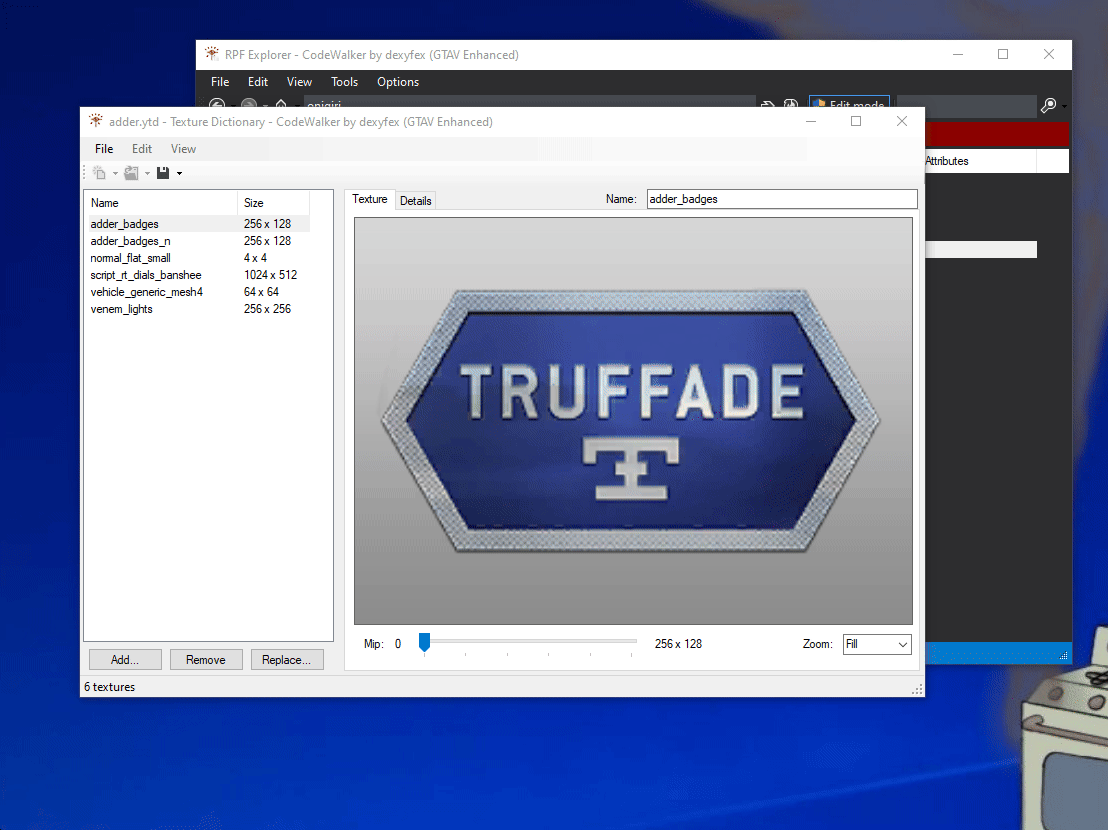 RPF Explorer - CodeWalker by dexyfex (GTAV Enhanced)
File Edit View Tools Options
onigiri
Edit mode
Attributes
adder.ytd - Texture Dictionary - CodeWalker by dexyfex (GTAV Enhanced)
File Edit View
Name Size
adder_badges 256 x 128
adder_badges_n 256 x 128
normal_flat_small 4 x 4
script_rt_dials_banshee 1024 x 512
vehicle_generic_mesh4 64 x 64
venem_lights 256 x 256
Texture Details Name: adder_badges
TRUFFADE
Mip: 0 256 x 128 Zoom: Fill
Add... Remove Replace...
6 textures